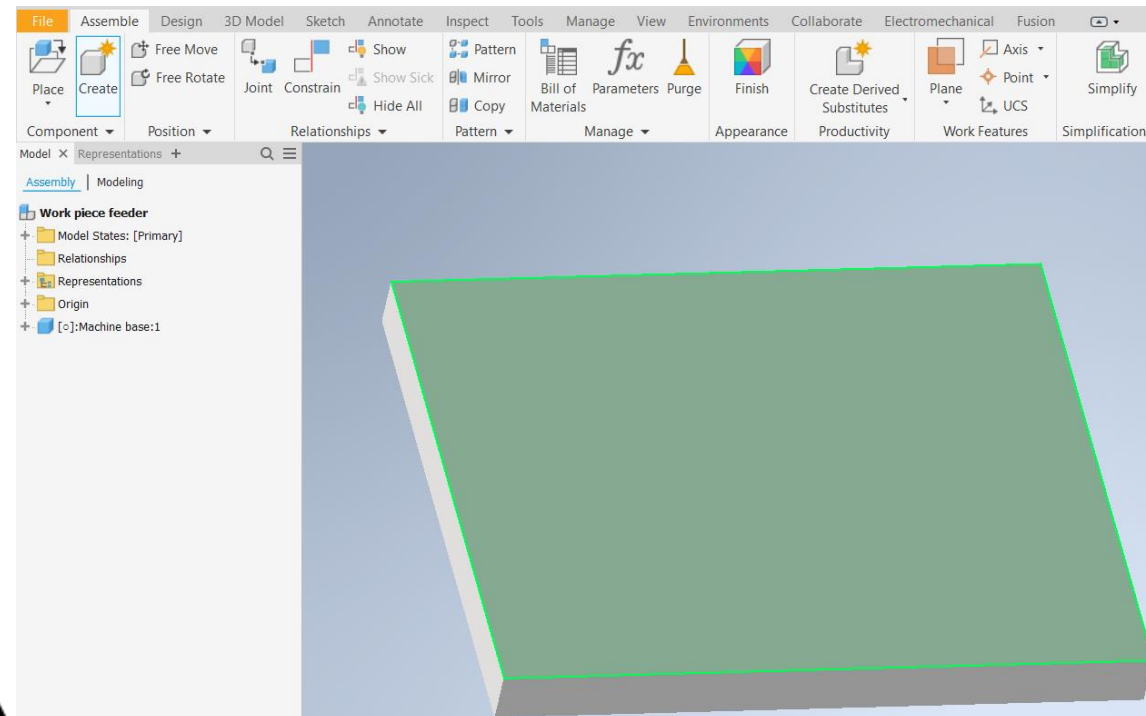 File Assemble Design 3D Model Sketch Annotate Inspect Tools Manage View Environments Collaborate Electromechanical Fusion
Place
Create
Free Move
Free Rotate
Joint
Constrain
Show
Show Sick
Hide All
Pattern
Mirror
Copy
Bill of
Materials
fx
Parameters
Purge
Finish
Create Derived
Substitutes
Plane
Axis
Point
UCS
Simplify
Component Position Relationships Pattern Manage Appearance Productivity Work Features Simplification
Model X Representations +
Assembly | Modeling
Work piece feeder
Model States: [Primary]
Relationships
Representations
Origin
[○]:Machine base:1